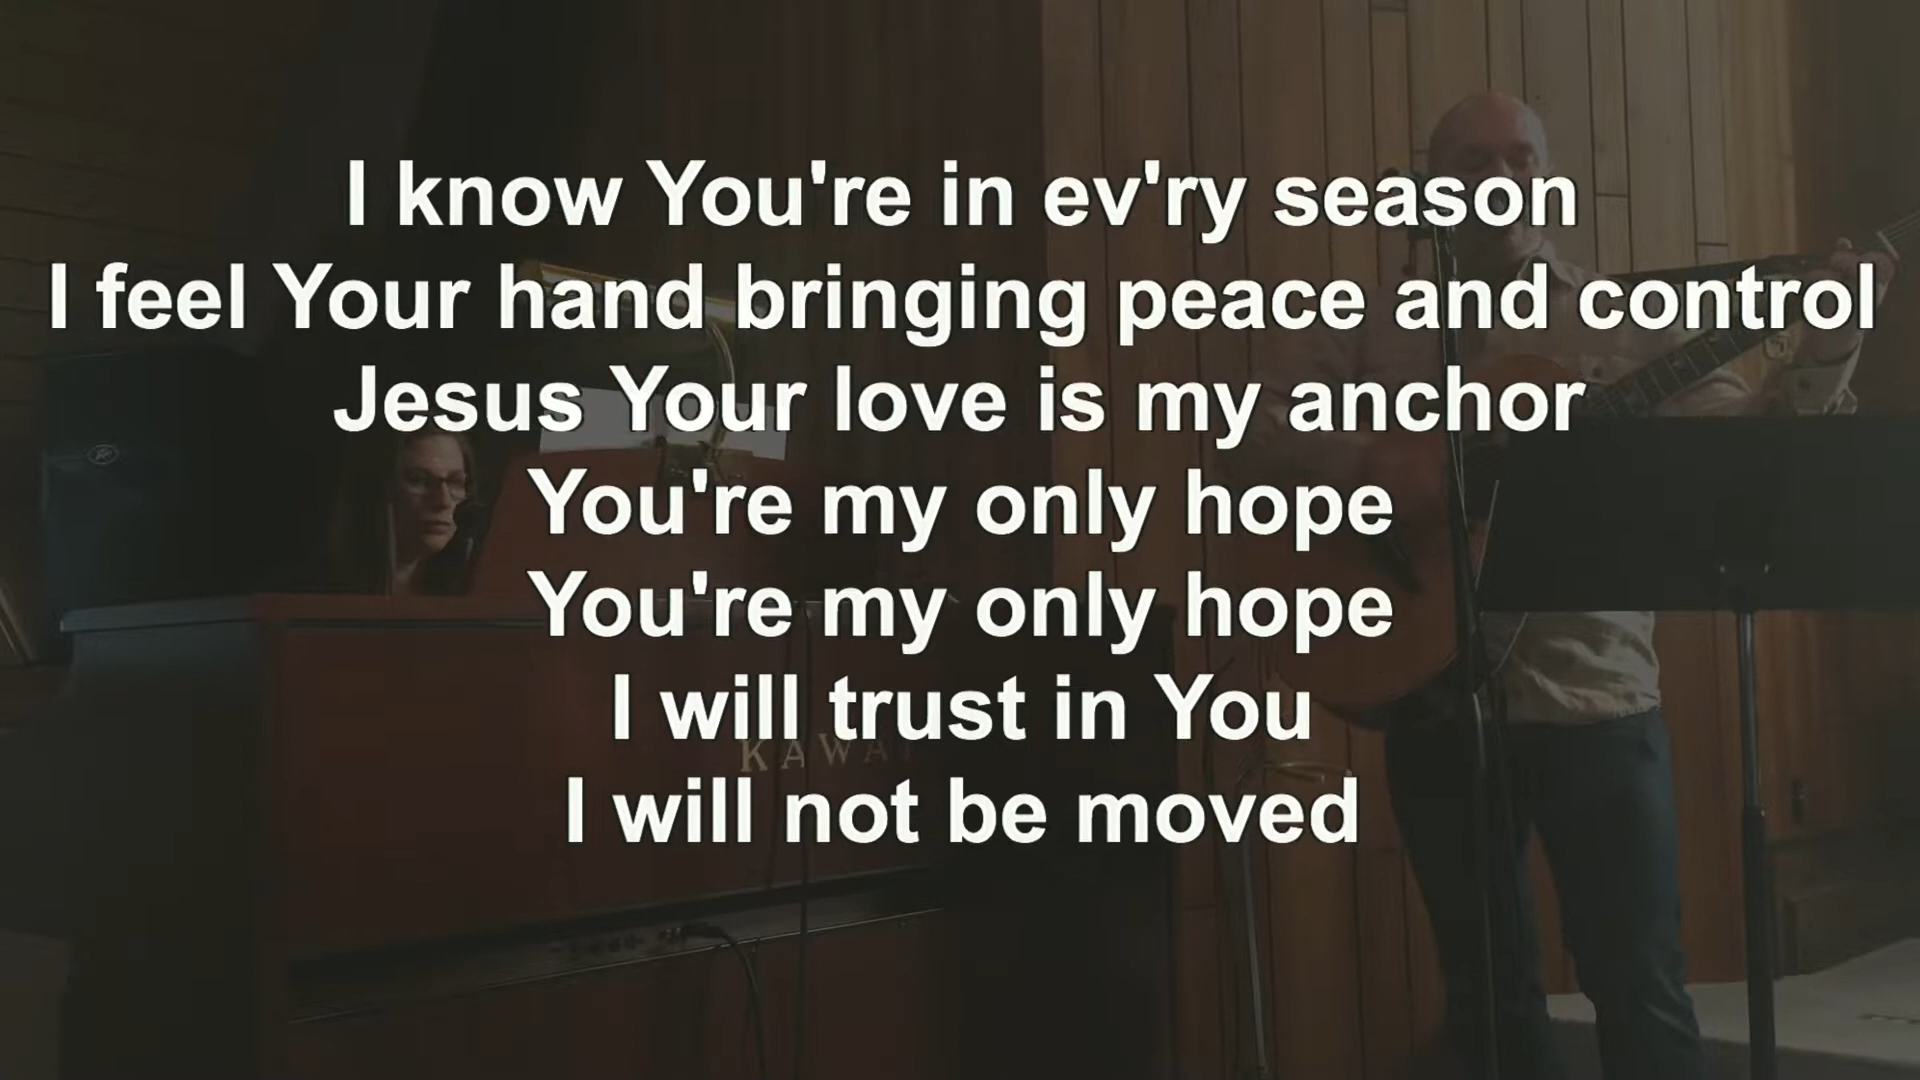 I know You're in ev'ry season
I feel Your hand bringing peace and control
Jesus Your love is my anchor
You're my only hope
You're my only hope
I will trust in You
KAWAI
I will not be moved